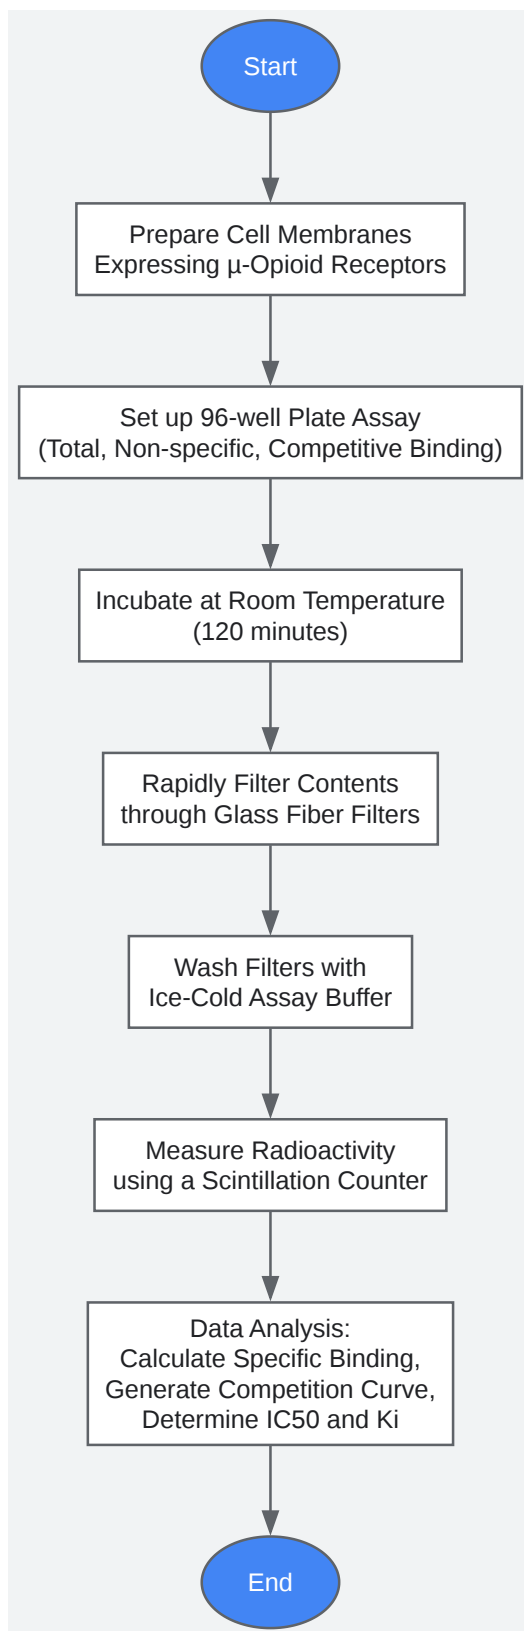 Start
Prepare Cell Membranes
Expressing µ-Opioid Receptors
Set up 96-well Plate Assay
(Total, Non-specific, Competitive Binding)
Incubate at Room Temperature
(120 minutes)
Rapidly Filter Contents
through Glass Fiber Filters
Wash Filters with
Ice-Cold Assay Buffer
Measure Radioactivity
using a Scintillation Counter
Data Analysis:
Calculate Specific Binding,
Generate Competition Curve,
Determine IC50 and Ki
End